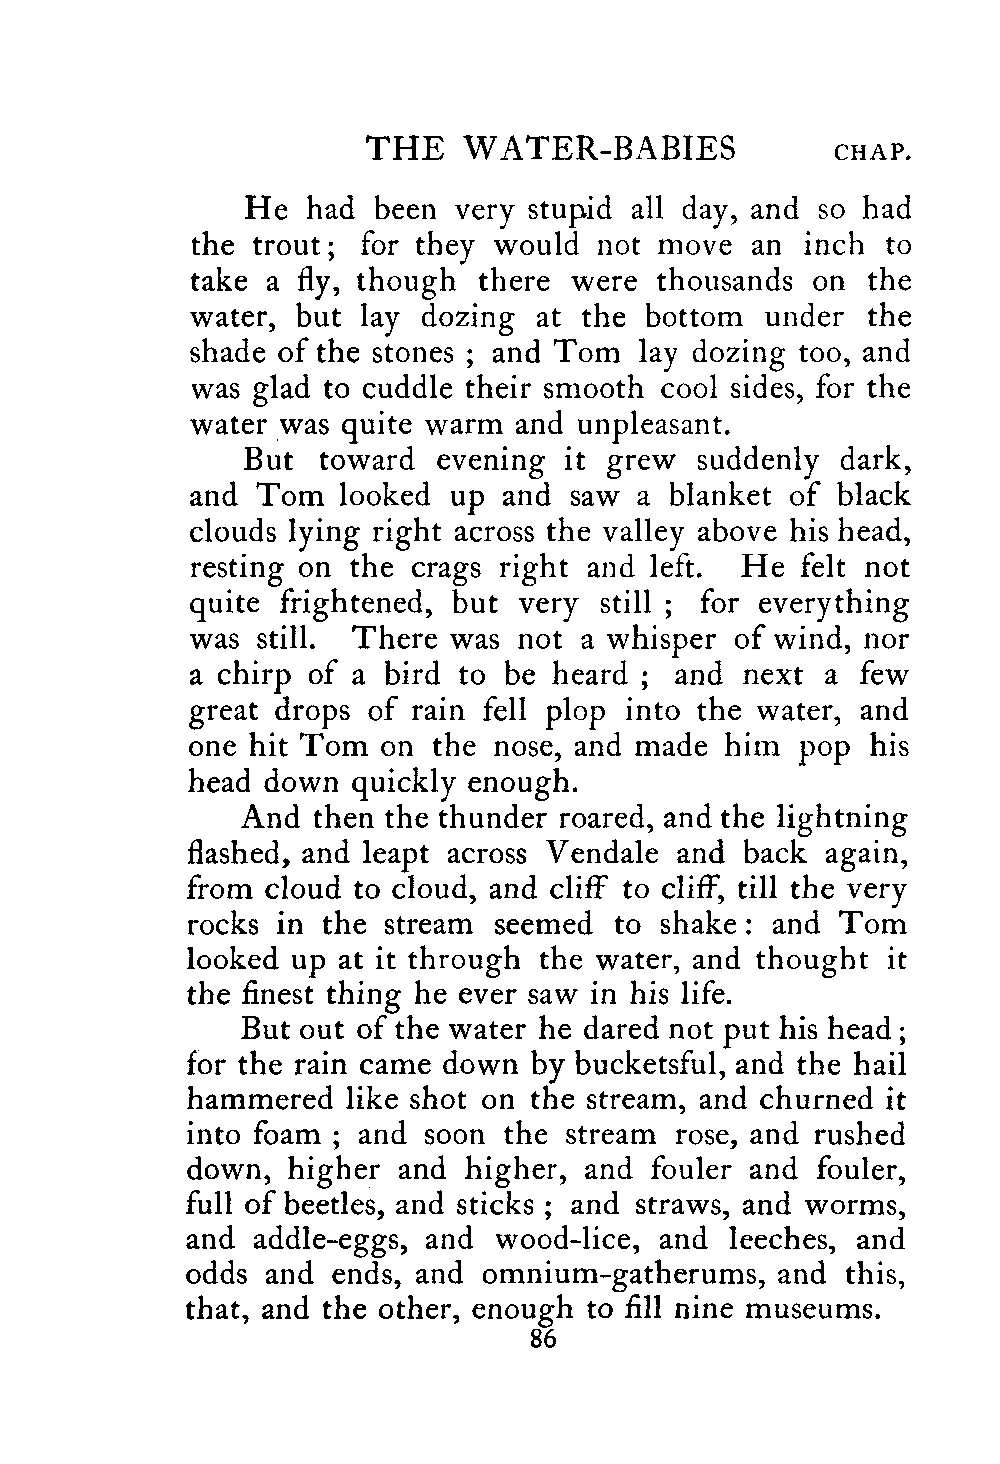 THE WATER-BABIES CHAP.
He had been very stupid all day, and so had
the trout; for they would not move an inch to
take a fly, though there were thousands on the
water, but lay dozing at the bottom under the
shade of the stones ; and Tom lay dozing too, and
was glad to cuddle their smooth cool sides, for the
water was quite warm and unpleasant.
But toward evening it grew suddenly dark,
and Tom looked up and saw a blanket of black
clouds lying right across the valley above his head,
resting on the crags right and left. He felt not
quite frightened, but very still ; for everything
was still. There was not a whisper of wind, nor
a chirp of a bird to be heard ; and next a few
great drops of rain fell plop into the water, and
one hit Tom on the nose, and made him pop his
head down quickly enough.
And then the thunder roared, and the lightning
flashed, and leapt across Vendale and back again,
from cloud to cloud, and cliff to cliff, till the very
rocks in the stream seemed to shake: and Tom
looked up at it through the water, and thought it
the finest thing he ever saw in his life.
But out of the water he dared not put his head;
for the rain came down by bucketsful, and the hail
hammered like shot on the stream, and churned it
into foam ; and soon the stream rose, and rushed
down, higher and higher, and fouler and fouler,
full of beetles, and sticks ; and straws, and worms,
and addle-eggs, and wood-lice, and leeches, and
odds and ends, and omnium-gatherums, and this,
that, and the other, enough to fill nine museums.
86